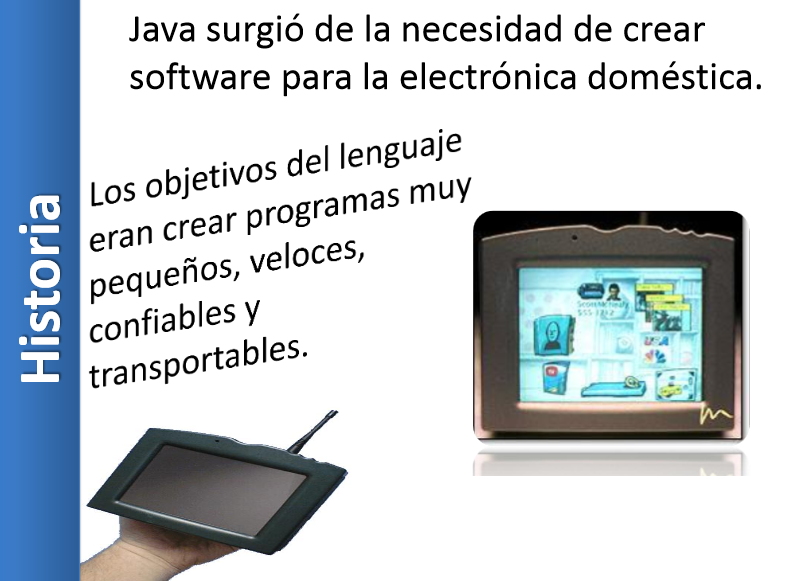 Java surgió de la necesidad de crear
software para la electrónica doméstica.
Los objetivos del lenguaje
eran crear programas muy
pequeños, veloces,
confiables y
transportables.
Historia